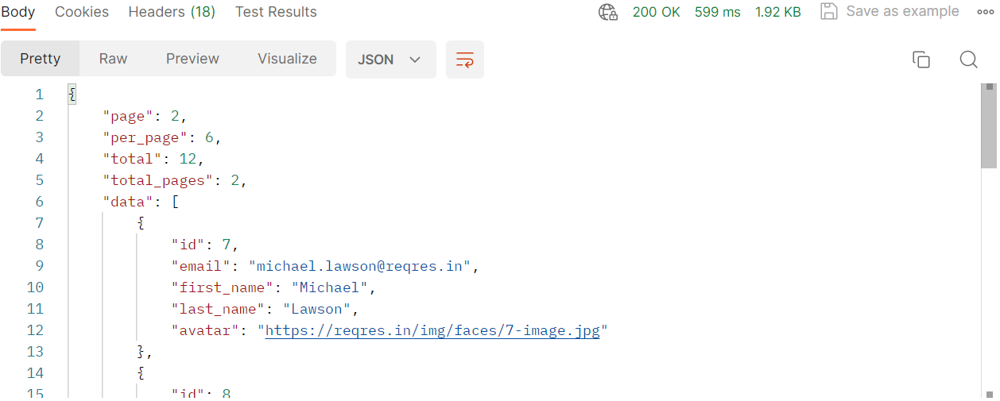 Body Cookies Headers (18) Test Results 200 OK 599 ms 1.92 KB Save as example
Pretty Raw Preview Visualize JSON
1 {
2 "page": 2,
3 "per_page": 6,
4 "total": 12,
5 "total_pages": 2,
6 "data": [
7 {
8 "id": 7,
9 "email": "michael.lawson@reqres.in",
10 "first_name": "Michael",
11 "last_name": "Lawson",
12 "avatar": "https://reqres.in/img/faces/7-image.jpg"
13 },
14 {
15 "id": 8